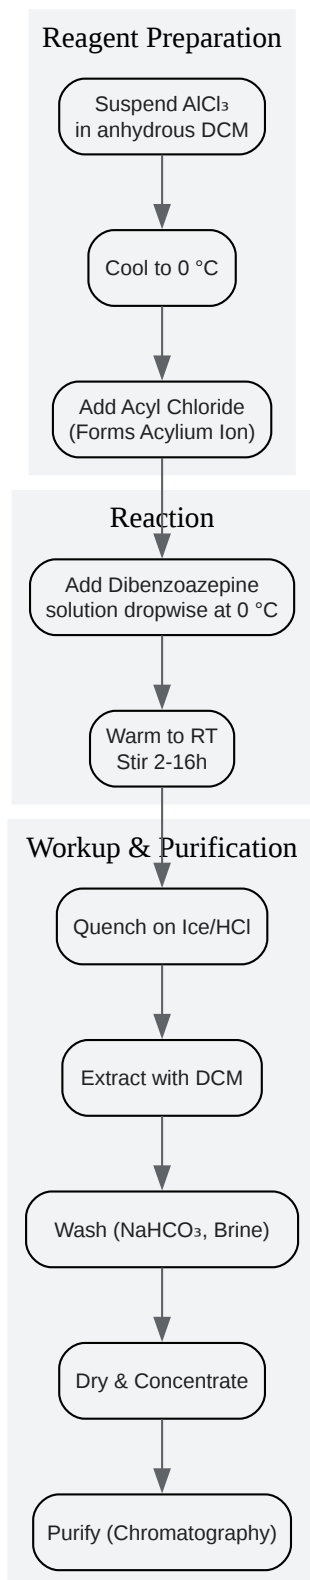 Reagent Preparation
Suspend AlCl₃
in anhydrous DCM
Cool to 0 °C
Add Acyl Chloride
(Forms Acylium Ion)
Reaction
Add Dibenzoazepine
solution dropwise at 0 °C
Warm to RT
Stir 2-16h
Workup & Purification
Quench on Ice/HCl
Extract with DCM
Wash (NaHCO₃, Brine)
Dry & Concentrate
Purify (Chromatography)